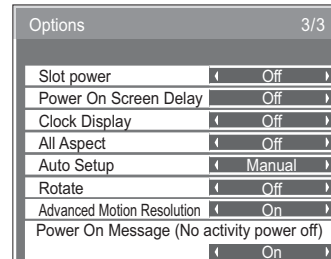 Options 3/3
Slot power Off
Power On Screen Delay Off
Clock Display Off
All Aspect Off
Auto Setup Manual
Rotate Off
Advanced Motion Resolution On
Power On Message (No activity power off)
On